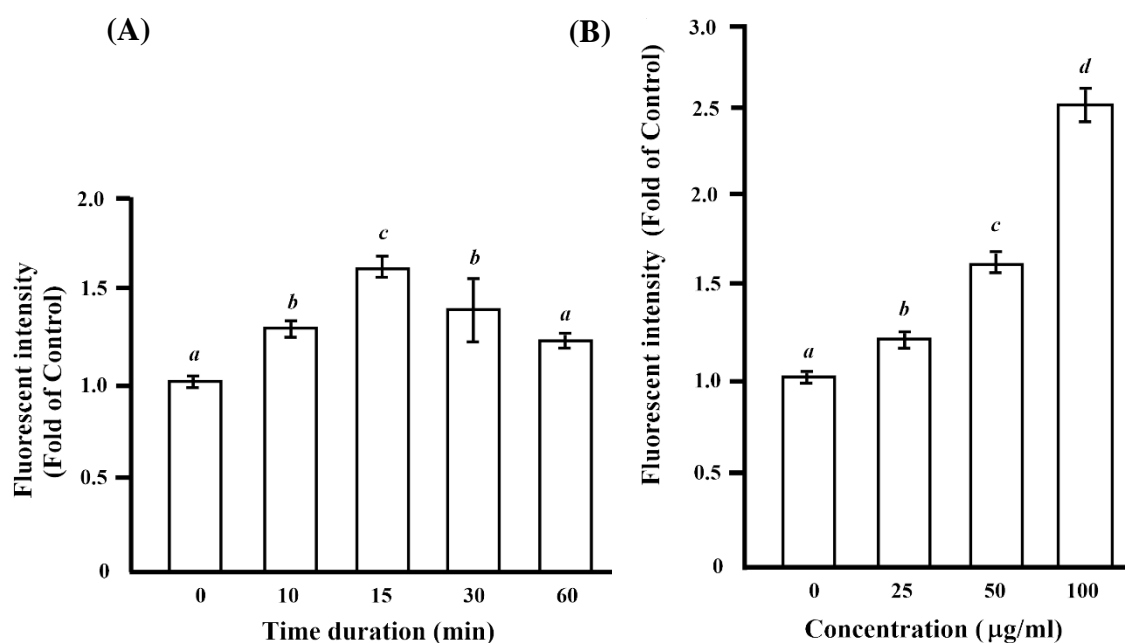 (A)
2.0
1.5
1.0
0.5
0
Fluorescent intensity
(Fold of Control)
a
b
c
b
a
0 10 15 30 60
Time duration (min)
(B)
3.0
2.5
2.0
1.5
1.0
0.5
0
Fluorescent intensity (Fold of Control)
a
b
c
d
0 25 50 100
Concentration ( μg/ml)